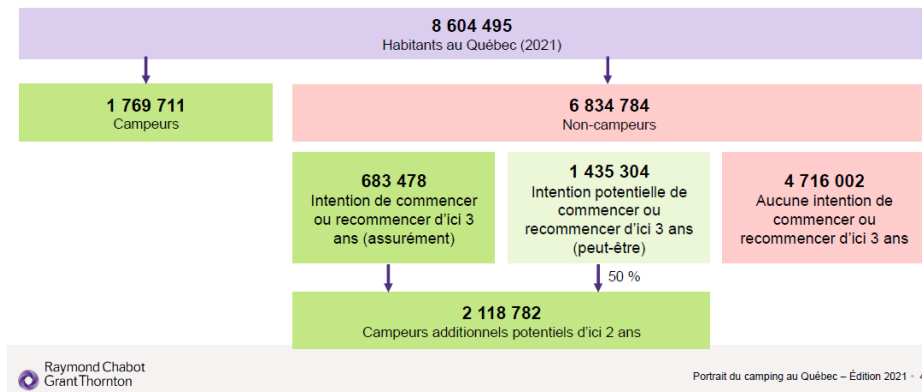 8 604 495
Habitants au Québec (2021)
1 769 711
Campeurs
6 834 784
Non-campeurs
683 478
Intention de commencer
ou recommencer d'ici 3
ans (assurément)
1 435 304
Intention potentielle de
commencer ou
recommencer d'ici 3 ans
(peut-être)
4 716 002
Aucune intention de
commencer ou
recommencer d'ici 3 ans
50 %
2 118 782
Campeurs additionnels potentiels d'ici 2 ans
Raymond Chabot
Grant Thornton
Portrait du camping au Québec – Édition 2021 -